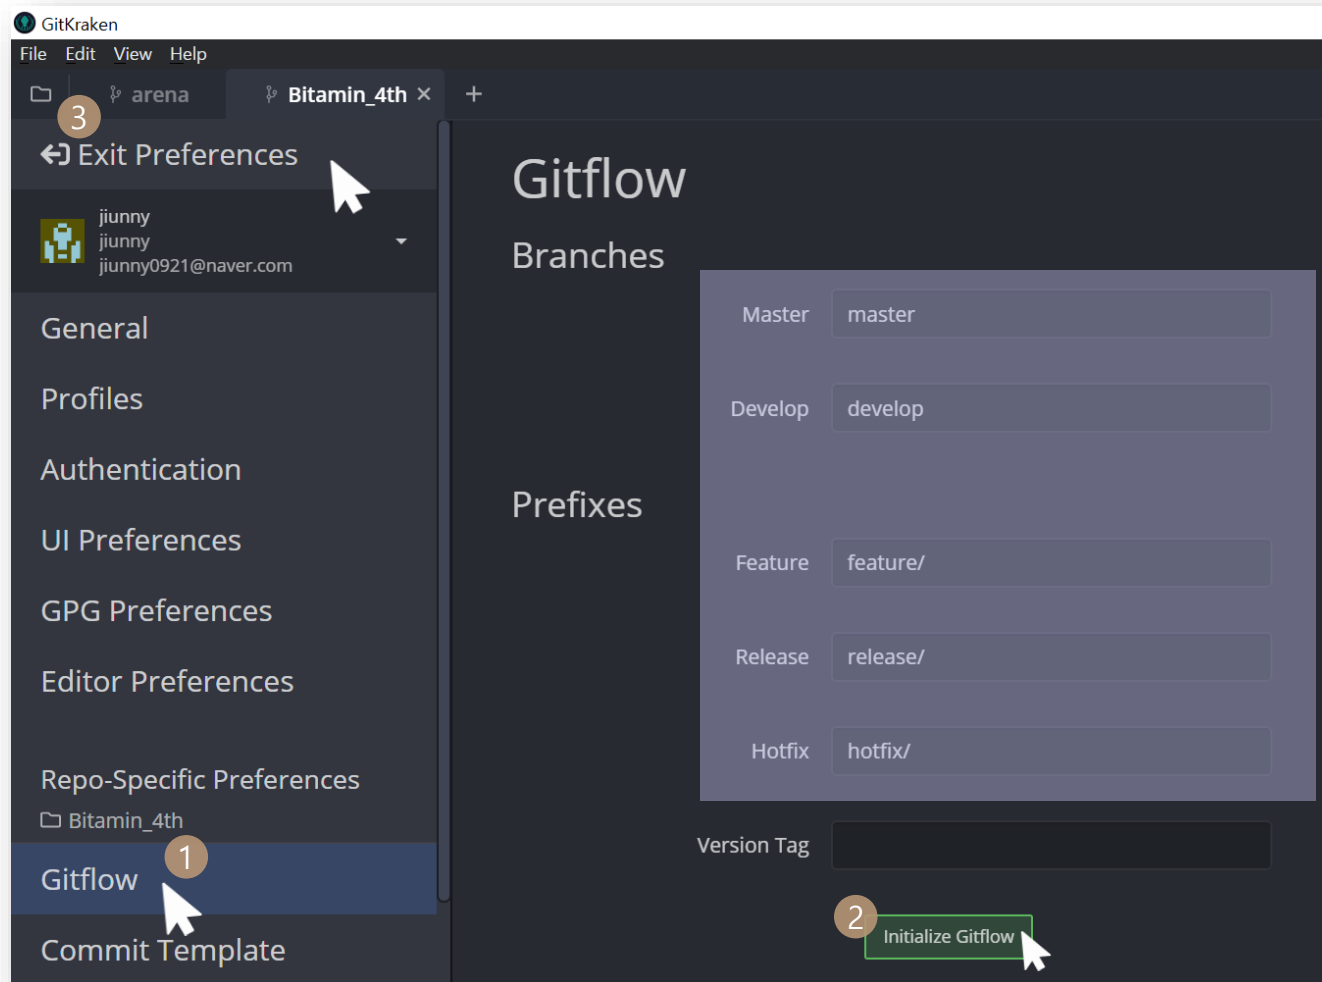 GitKraken
File Edit View Help
arena Bitamin_4th × +
3
Exit Preferences
jiunny
jiunny
jiunny0921@naver.com
General
Profiles
Authentication
UI Preferences
GPG Preferences
Editor Preferences
Repo-Specific Preferences
Bitamin_4th
1
Gitflow
Commit Template
Gitflow
Branches
Master master
Develop develop
Prefixes
Feature feature/
Release release/
Hotfix hotfix/
Version Tag
2
Initialize Gitflow